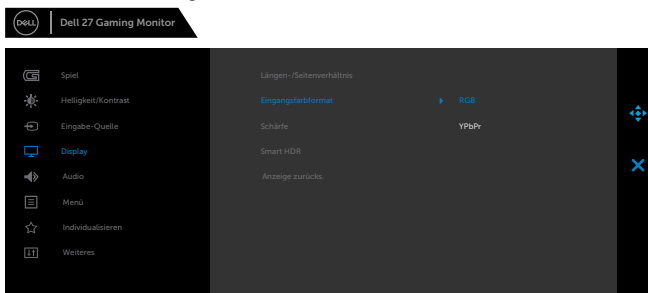 DELL
Dell 27 Gaming Monitor
Spiel
Helligkeit/Kontrast
Eingabe-Quelle
Display
Audio
Menü
Individualisieren
Weiteres
Längen-/Seitenverhältnis
Eingangsfarbformat
RGB
Schärfe
YPbPr
Smart HDR
Anzeige zurücks.